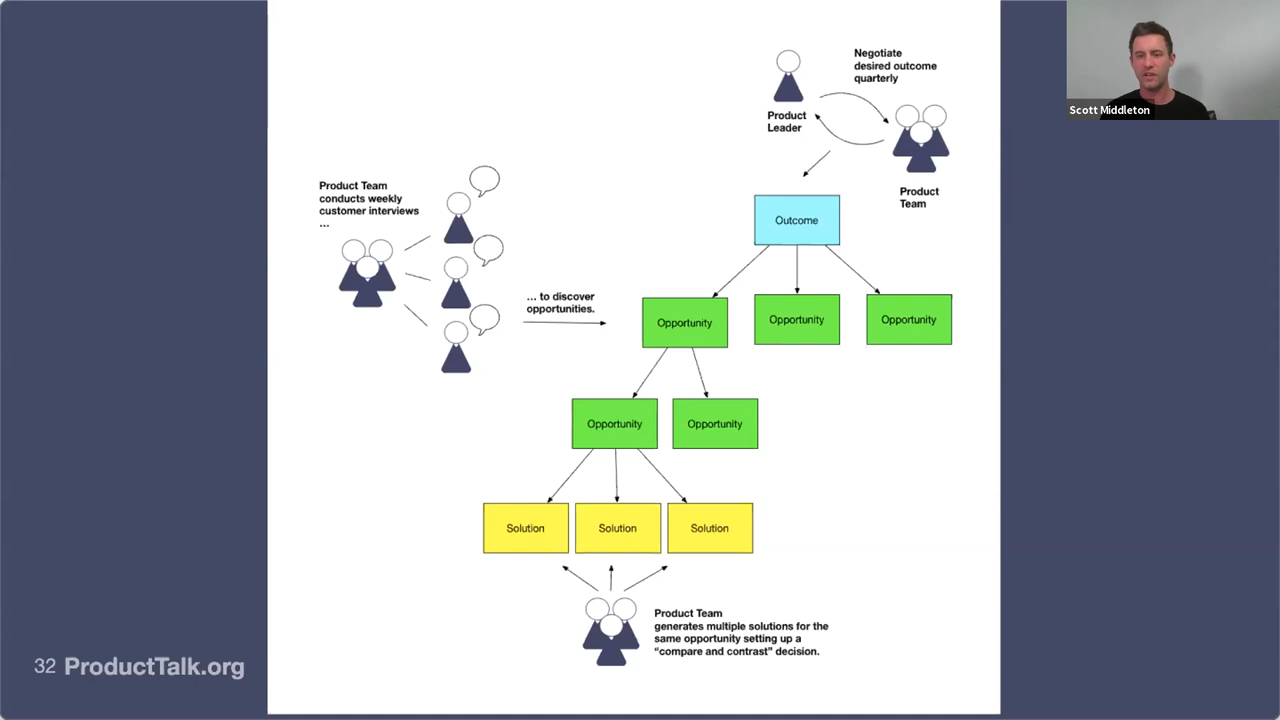 Negotiate
desired outcome
quarterly
Scott Middleton
Product
Leader
Product
Team
Product Team
conducts weekly
customer interviews
...
... to discover
opportunities.
Outcome
Opportunity
Opportunity
Opportunity
Opportunity
Opportunity
Solution
Solution
Solution
Product Team
generates multiple solutions for the
same opportunity setting up a
“compare and contrast” decision.
32 ProductTalk.org